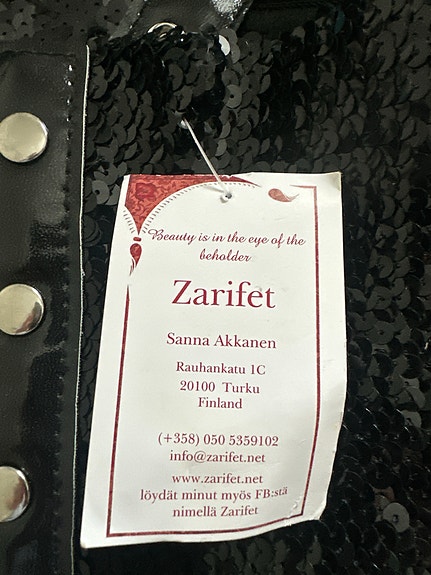 Beauty is in the eye of the
beholder
Zarifet
Sanna Akkanen
Rauhankatu 1C
20100 Turku
Finland
(+358) 050 5359102
info@zarifet.net
www.zarifet.net
löydät minut myös FB:stä
nimellä Zarifet